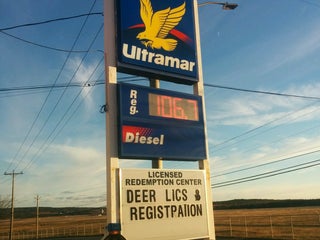 Ultramar
Reg.
106.7
Diesel
LICENSED
REDEMPTION CENTER
DEER LICS &
REGISTPATION